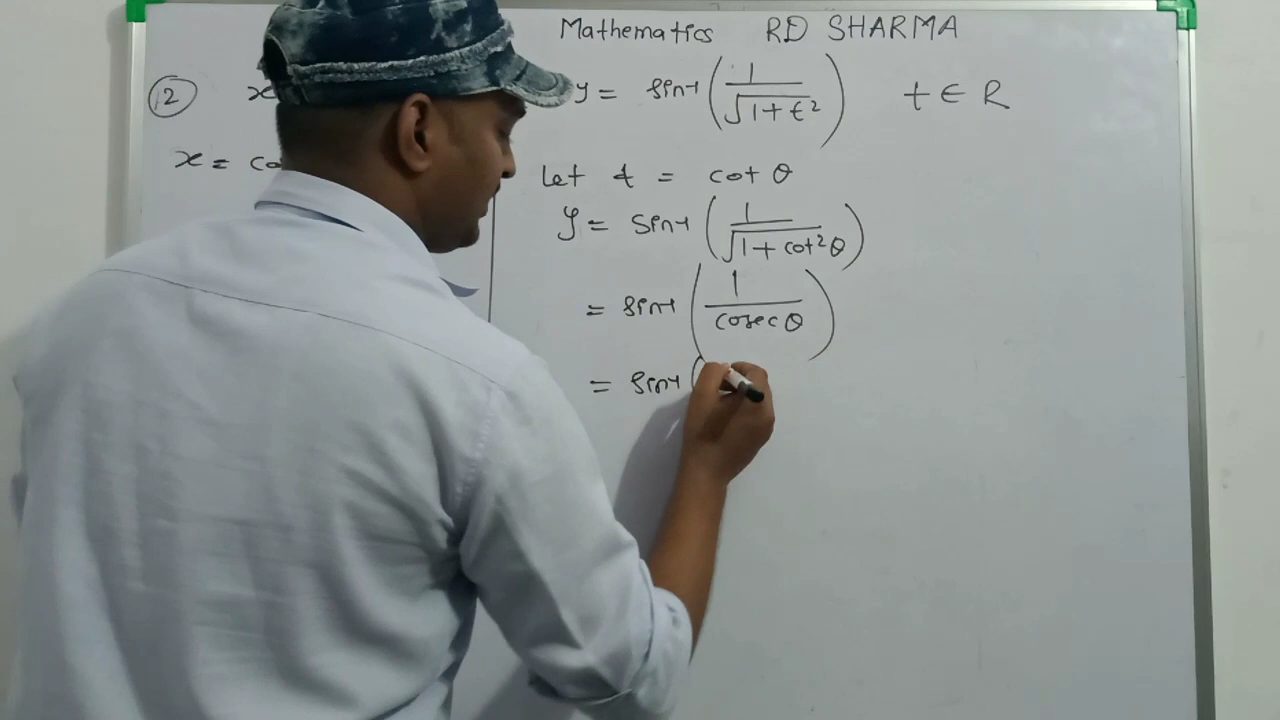 Mathematics RD SHARMA
② x y = sin-1 (1/√1+t²) t ∈ R
x = co
Let t = cot θ
y = sin-1 (1/√1+cot²θ)
= sin-1 (1/cosec θ)
= sin-1 (